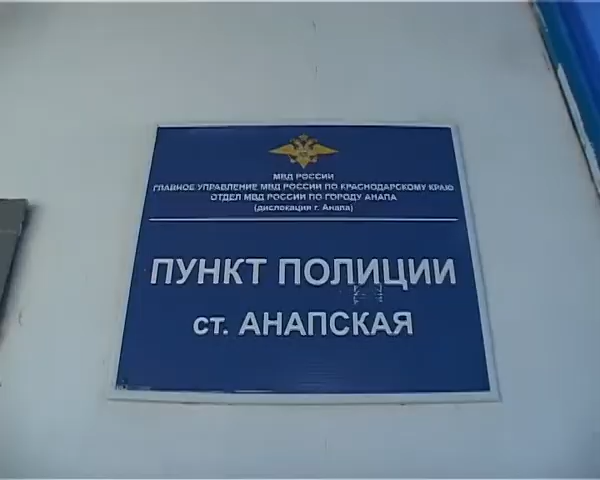 МВД РОССИИ
ГЛАВНОЕ УПРАВЛЕНИЕ МВД РОССИИ ПО КРАСНОДАРСКОМУ КРАЮ
ОТДЕЛ МВД РОССИИ ПО ГОРОДУ АНАПА
(дислокация г. Анапа)
ПУНКТ ПОЛИЦИИ
ст. АНАПСКАЯ